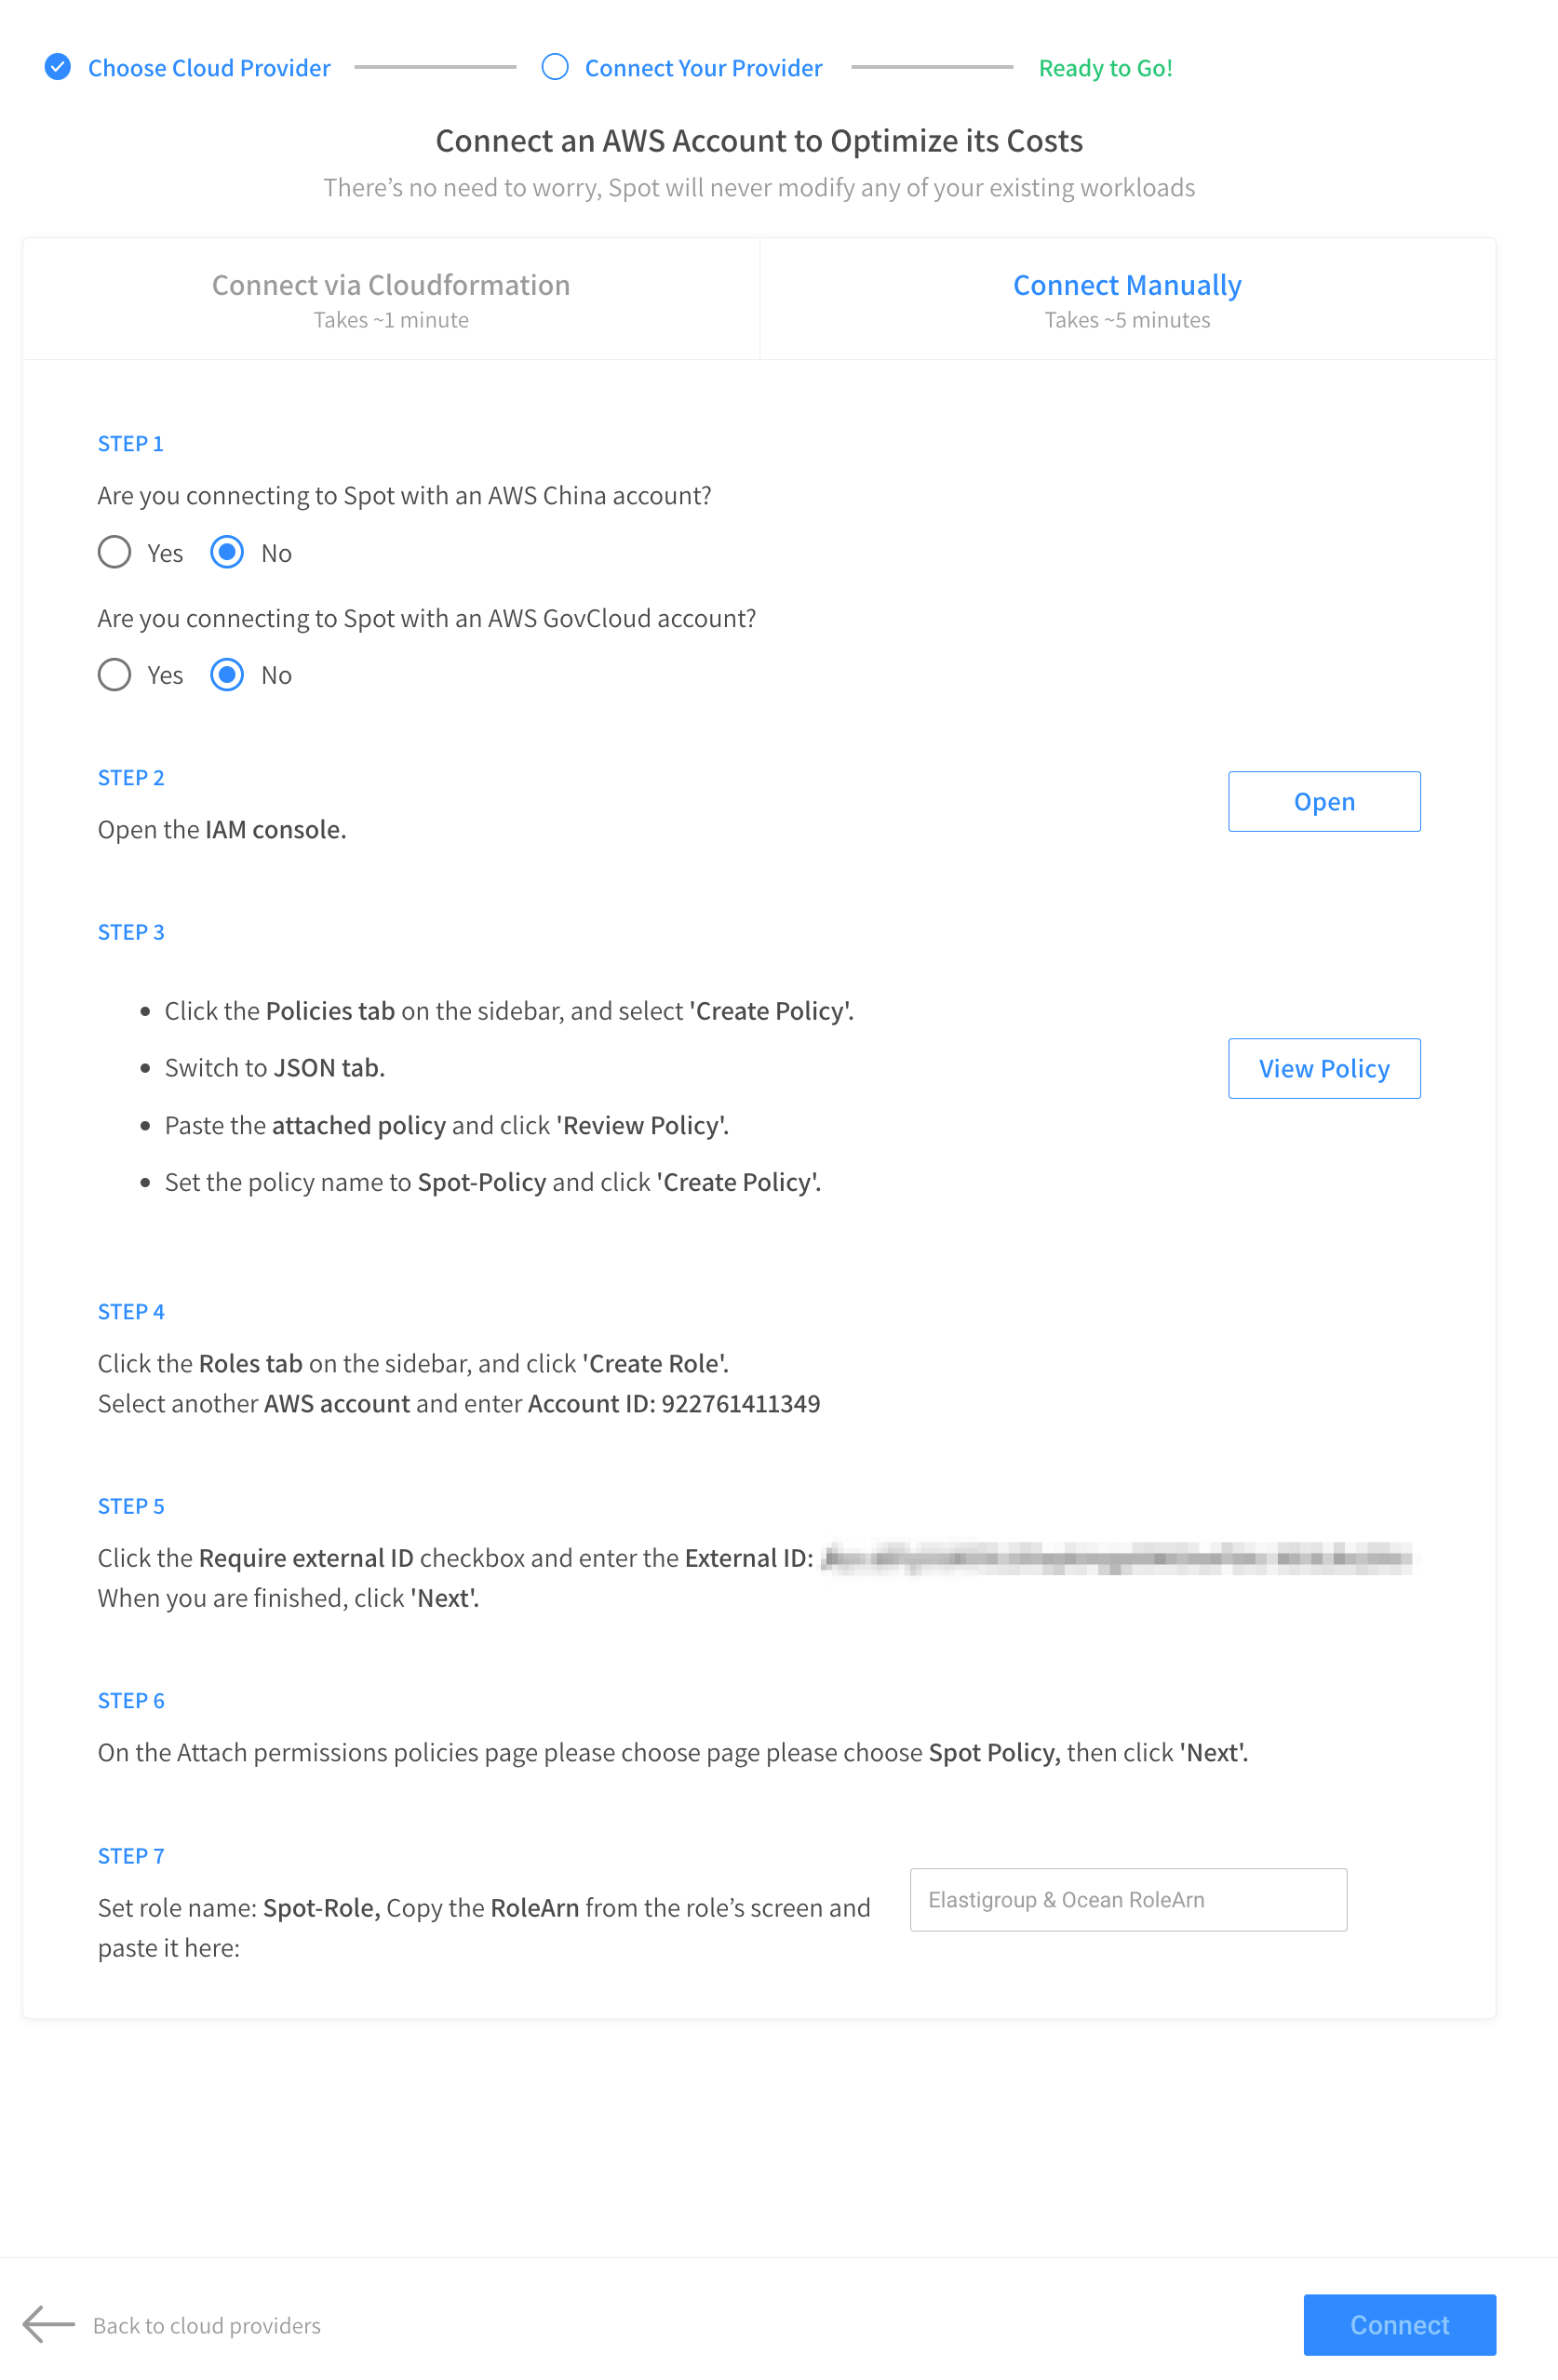 Choose Cloud Provider
Connect Your Provider
Ready to Go!
Connect an AWS Account to Optimize its Costs
There’s no need to worry, Spot will never modify any of your existing workloads
Connect via Cloudformation
Takes ~1 minute
Connect Manually
Takes ~5 minutes
STEP 1
Are you connecting to Spot with an AWS China account?
Yes No
Are you connecting to Spot with an AWS GovCloud account?
Yes No
STEP 2
Open the IAM console.
Open
STEP 3
• Click the Policies tab on the sidebar, and select 'Create Policy'.
• Switch to JSON tab.
View Policy
• Paste the attached policy and click 'Review Policy'.
• Set the policy name to Spot-Policy and click 'Create Policy'.
STEP 4
Click the Roles tab on the sidebar, and click 'Create Role'.
Select another AWS account and enter Account ID: 922761411349
STEP 5
Click the Require external ID checkbox and enter the External ID:
When you are finished, click 'Next'.
STEP 6
On the Attach permissions policies page please choose page please choose Spot Policy, then click 'Next'.
STEP 7
Set role name: Spot-Role, Copy the RoleArn from the role’s screen and
paste it here:
Elastigroup & Ocean RoleArn
Back to cloud providers
Connect